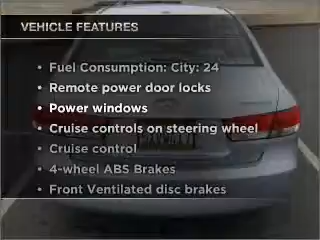 VEHICLE FEATURES
• Fuel Consumption: City: 24
• Remote power door locks
• Power windows
• Cruise controls on steering wheel
• Cruise control
• 4-wheel ABS Brakes
• Front Ventilated disc brakes